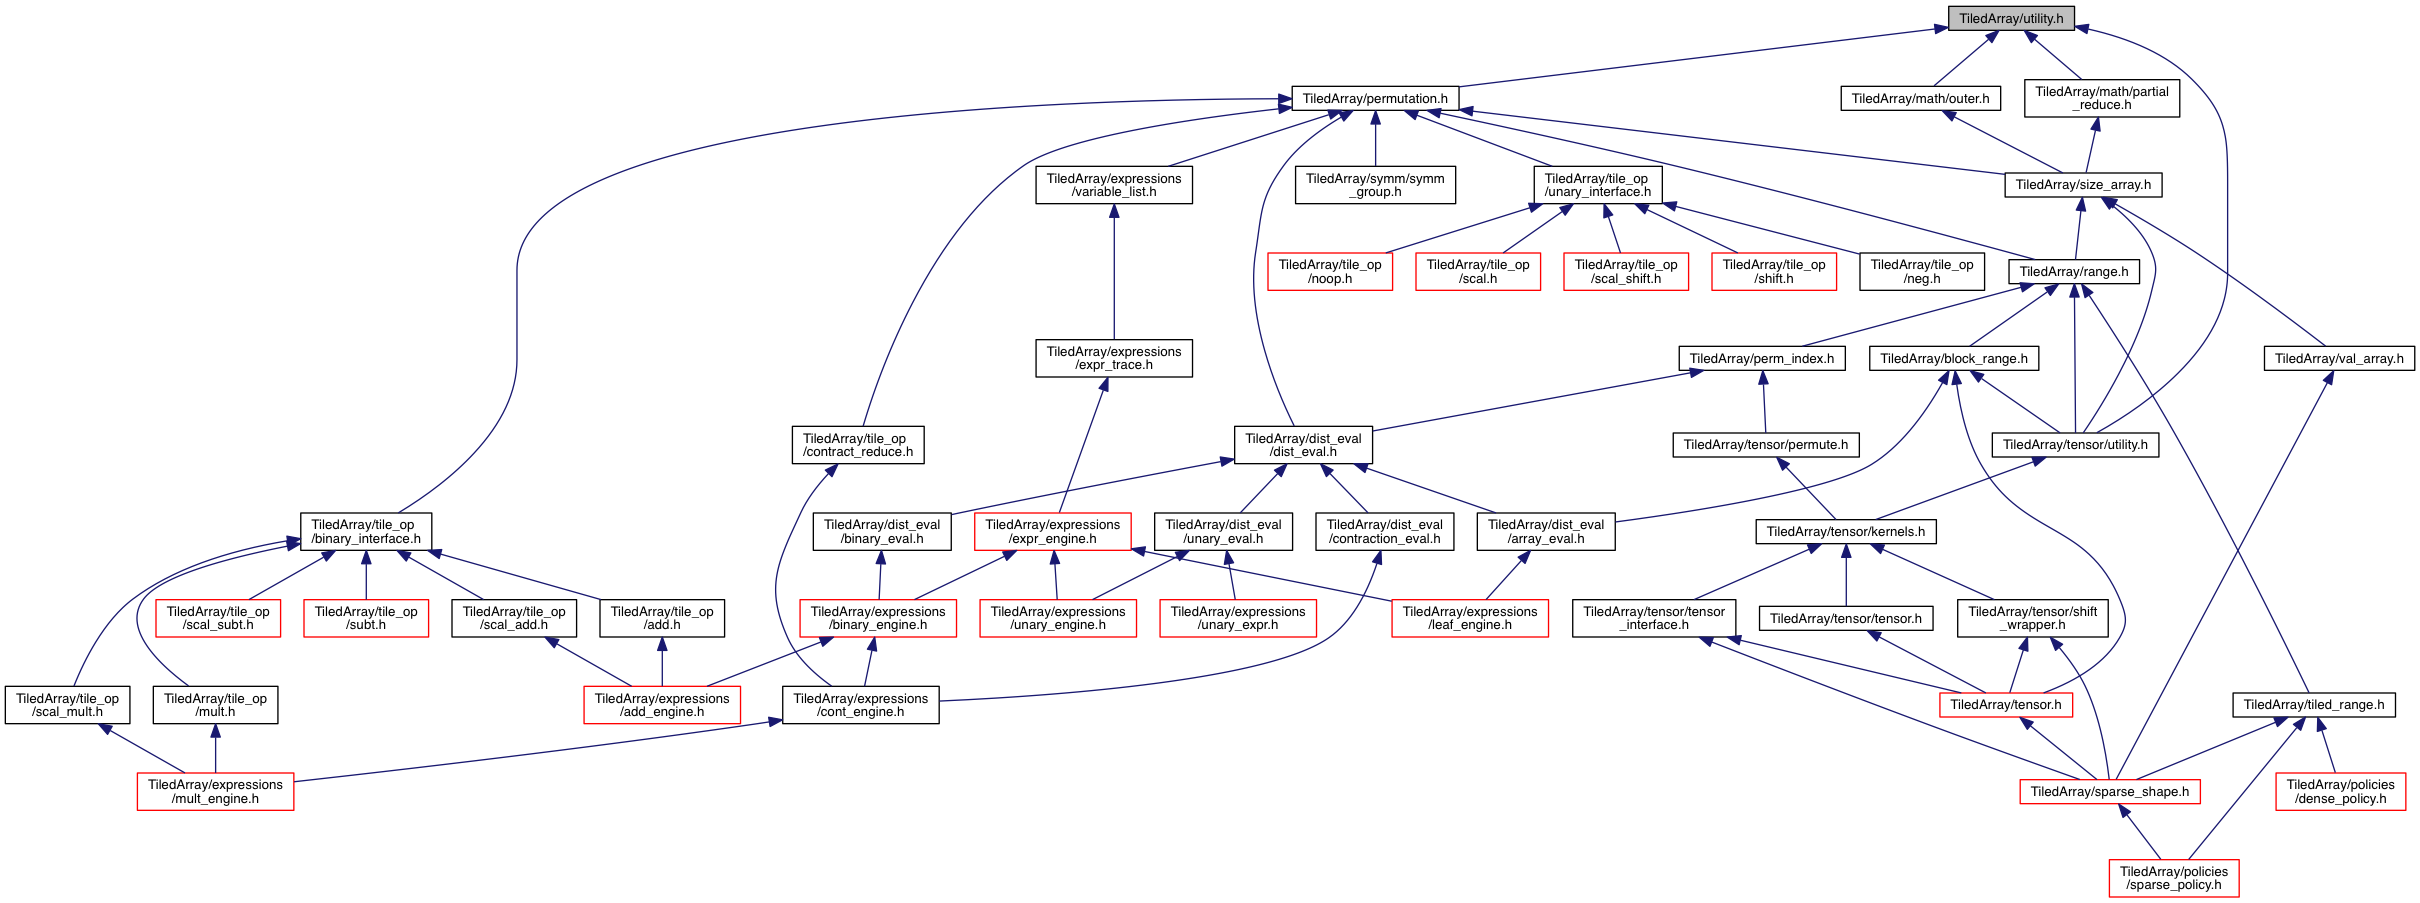 TiledArray/utility.h
TiledArray/permutation.h
TiledArray/math/outer.h
TiledArray/math/partial
_reduce.h
TiledArray/expressions
/variable_list.h
TiledArray/symm/symm
_group.h
TiledArray/tile_op
/unary_interface.h
TiledArray/size_array.h
TiledArray/tile_op
/noop.h
TiledArray/tile_op
/scal.h
TiledArray/tile_op
/scal_shift.h
TiledArray/tile_op
/shift.h
TiledArray/tile_op
/neg.h
TiledArray/range.h
TiledArray/expressions
/expr_trace.h
TiledArray/perm_index.h
TiledArray/block_range.h
TiledArray/val_array.h
TiledArray/tile_op
/contract_reduce.h
TiledArray/dist_eval
/dist_eval.h
TiledArray/tensor/permute.h
TiledArray/tensor/utility.h
TiledArray/tile_op
/binary_interface.h
TiledArray/dist_eval
/binary_eval.h
TiledArray/expressions
/expr_engine.h
TiledArray/dist_eval
/unary_eval.h
TiledArray/dist_eval
/contraction_eval.h
TiledArray/dist_eval
/array_eval.h
TiledArray/tensor/kernels.h
TiledArray/tile_op
/scal_subt.h
TiledArray/tile_op
/subt.h
TiledArray/tile_op
/scal_add.h
TiledArray/tile_op
/add.h
TiledArray/expressions
/binary_engine.h
TiledArray/expressions
/unary_engine.h
TiledArray/expressions
/unary_expr.h
TiledArray/expressions
/leaf_engine.h
TiledArray/tensor/tensor
_interface.h
TiledArray/tensor/tensor.h
TiledArray/tensor/shift
_wrapper.h
TiledArray/tile_op
/scal_mult.h
TiledArray/tile_op
/mult.h
TiledArray/expressions
/add_engine.h
TiledArray/expressions
/cont_engine.h
TiledArray/tensor.h
TiledArray/tiled_range.h
TiledArray/expressions
/mult_engine.h
TiledArray/sparse_shape.h
TiledArray/policies
/dense_policy.h
TiledArray/policies
/sparse_policy.h